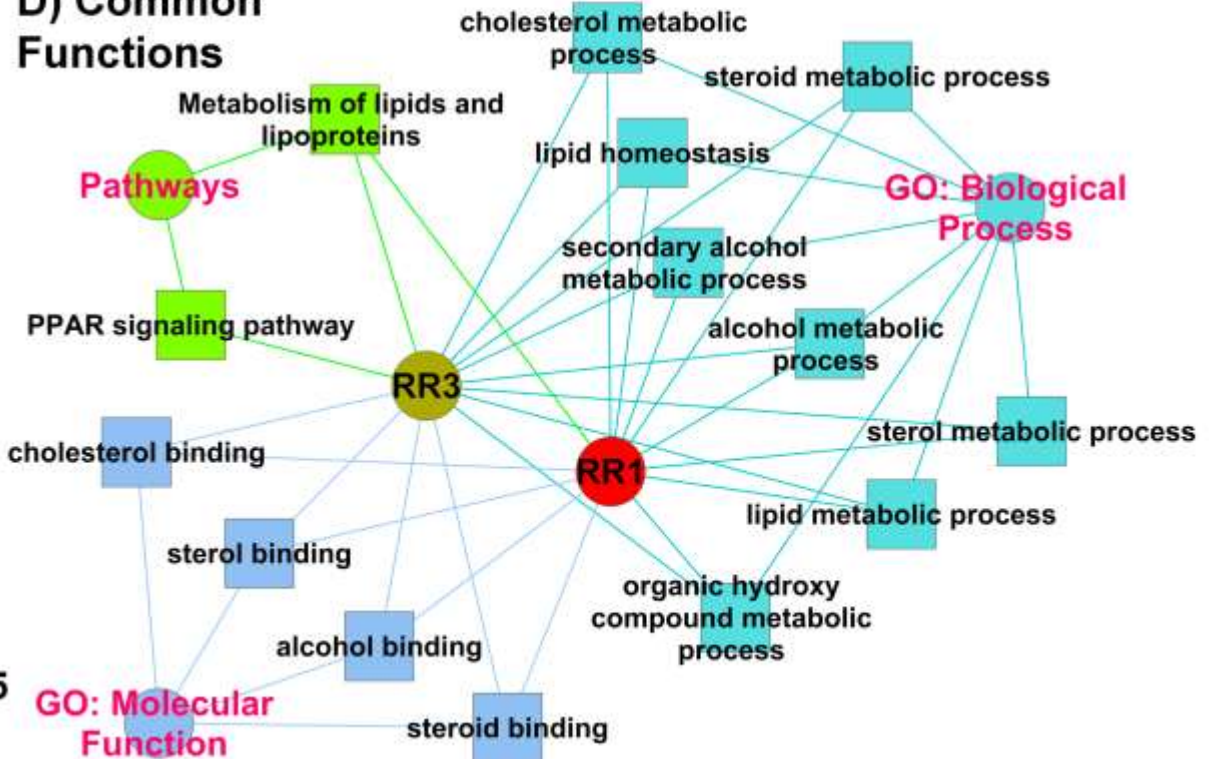 D) Common
Functions
cholesterol metabolic
process
steroid metabolic process
Metabolism of lipids and
lipoproteins
lipid homeostasis
Pathways
GO: Biological
Process
secondary alcohol
metabolic process
PPAR signaling pathway
alcohol metabolic
process
RR3
sterol metabolic process
cholesterol binding
RR1
lipid metabolic process
sterol binding
organic hydroxy
compound metabolic
process
alcohol binding
5
GO: Molecular
Function
steroid binding